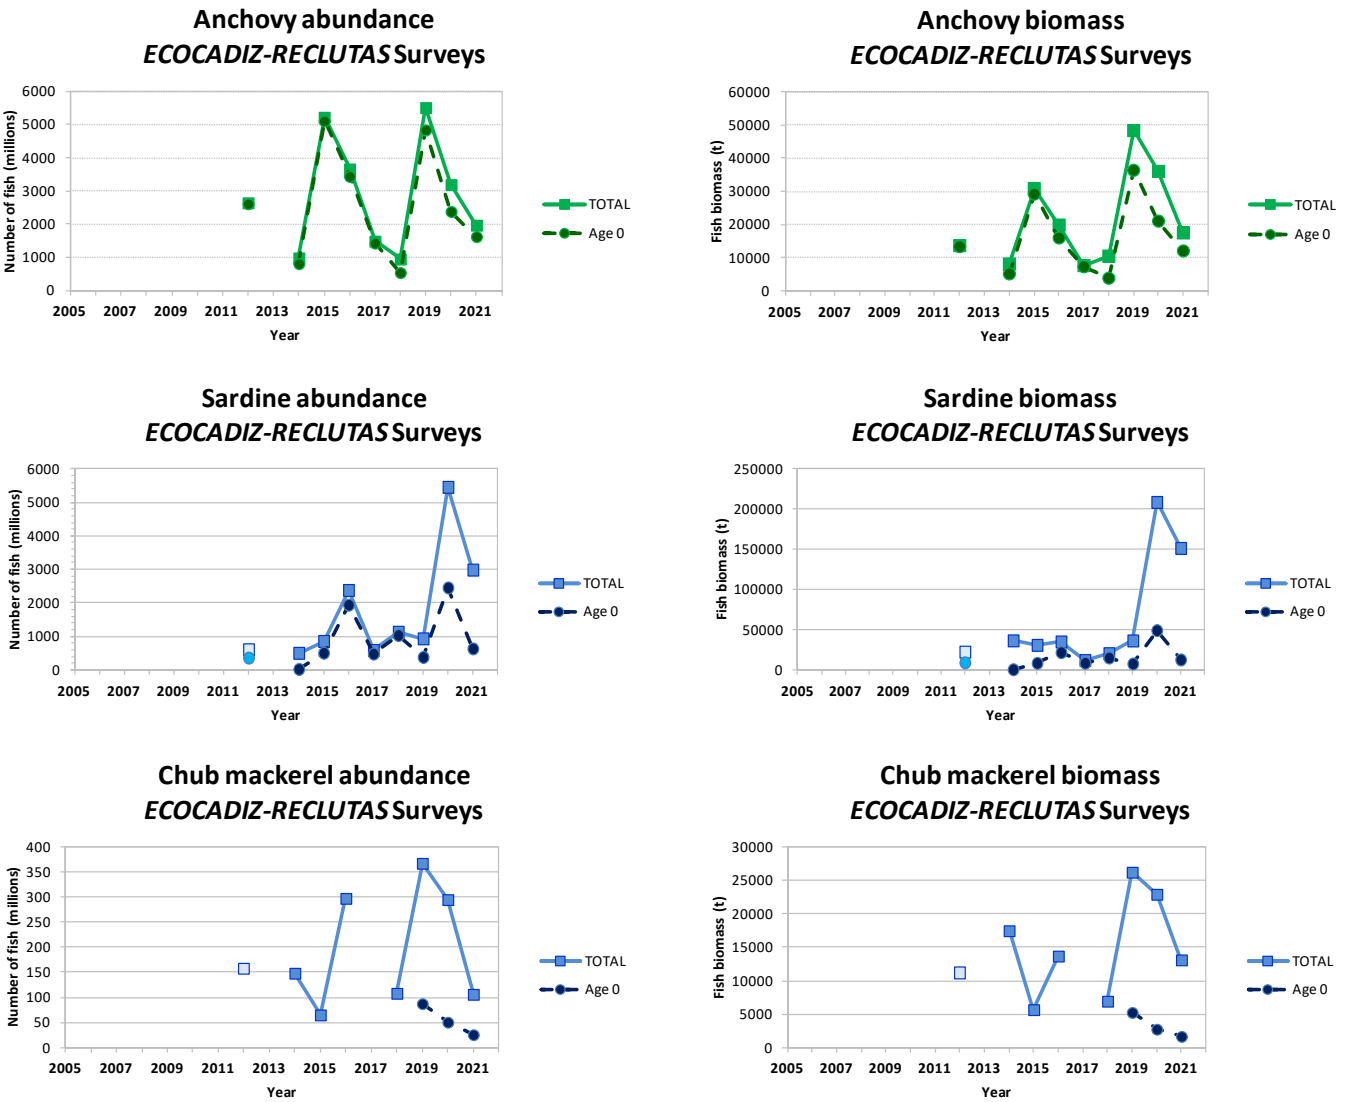 Anchovy abundance
ECOCADIZ-RECLUTAS Surveys
Number of fish (millions)
6000
5000
4000
3000
2000
1000
0
2005 2007 2009 2011 2013 2015 2017 2019 2021
Year
TOTAL
Age 0
Anchovy biomass
ECOCADIZ-RECLUTAS Surveys
Fish biomass (t)
60000
50000
40000
30000
20000
10000
0
2005 2007 2009 2011 2013 2015 2017 2019 2021
Year
TOTAL
Age 0
Sardine abundance
ECOCADIZ-RECLUTAS Surveys
Number of fish (millions)
6000
5000
4000
3000
2000
1000
0
2005 2007 2009 2011 2013 2015 2017 2019 2021
Year
TOTAL
Age 0
Sardine biomass
ECOCADIZ-RECLUTAS Surveys
Fish biomass (t)
250000
200000
150000
100000
50000
0
2005 2007 2009 2011 2013 2015 2017 2019 2021
Year
TOTAL
Age 0
Chub mackerel abundance
ECOCADIZ-RECLUTAS Surveys
Number of fish (millions)
400
350
300
250
200
150
100
50
0
2005 2007 2009 2011 2013 2015 2017 2019 2021
Year
TOTAL
Age 0
Chub mackerel biomass
ECOCADIZ-RECLUTAS Surveys
Fish biomass (t)
30000
25000
20000
15000
10000
5000
0
2005 2007 2009 2011 2013 2015 2017 2019 2021
Year
TOTAL
Age 0